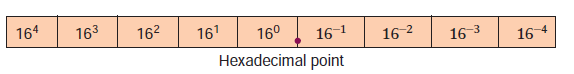 16⁴ 16³ 16² 16¹ 16⁰ 16⁻¹ 16⁻² 16⁻³ 16⁻⁴
Hexadecimal point